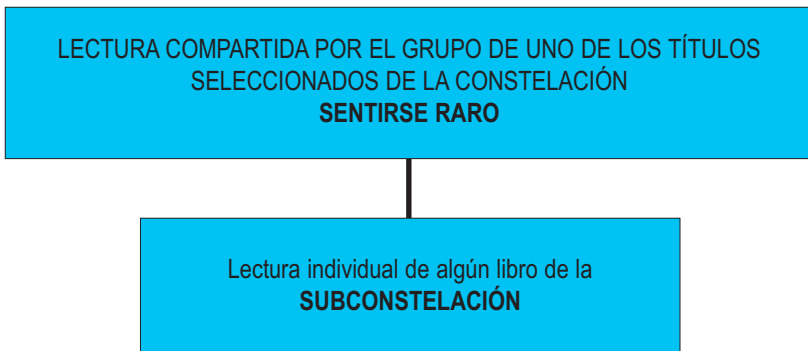 LECTURA COMPARTIDA POR EL GRUPO DE UNO DE LOS TÍTULOS
SELECCIONADOS DE LA CONSTELACIÓN
SENTIRSE RARO
Lectura individual de algún libro de la
SUBCONSTELACIÓN